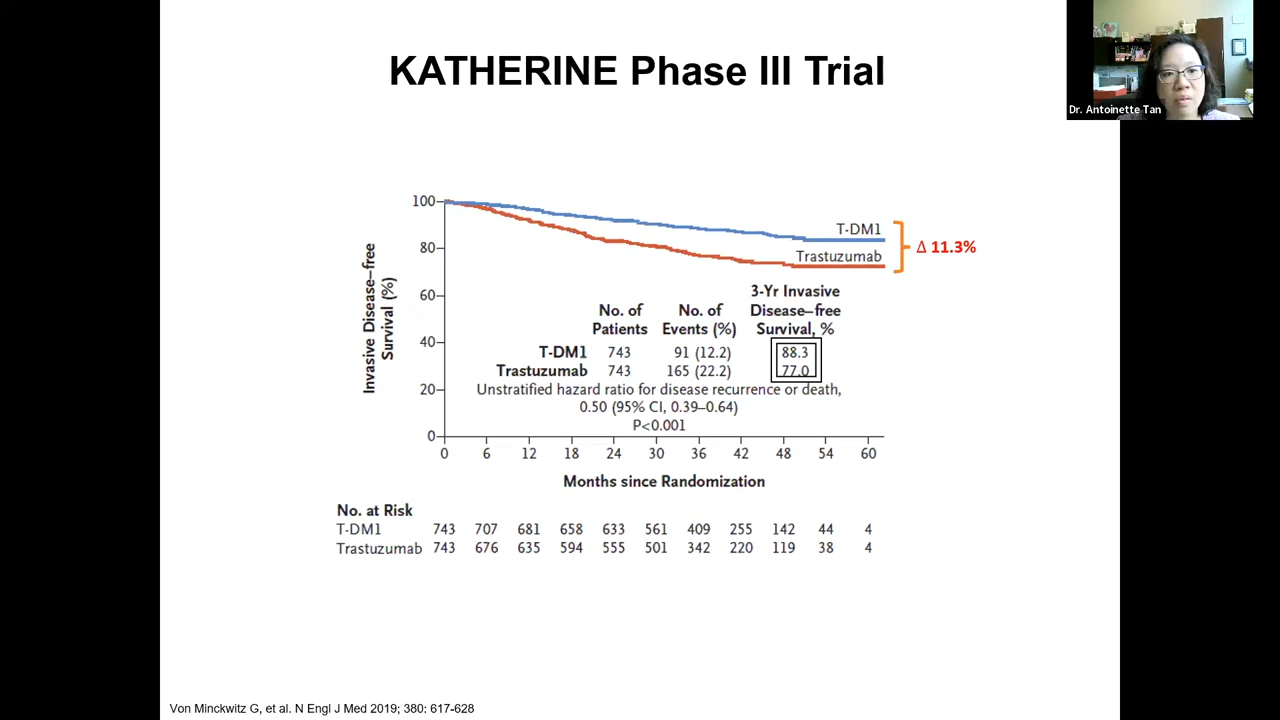 KATHERINE Phase III Trial
Dr. Antoinette Tan
Invasive Disease–free
Survival (%)
100
80
60
40
20
0
T-DM1
Trastuzumab
Δ 11.3%
No. of
Patients
No. of
Events (%)
3-Yr Invasive
Disease–free
Survival, %
T-DM1 743 91 (12.2) 88.3
Trastuzumab 743 165 (22.2) 77.0
Unstratified hazard ratio for disease recurrence or death,
0.50 (95% CI, 0.39–0.64)
P<0.001
0 6 12 18 24 30 36 42 48 54 60
Months since Randomization
No. at Risk
T-DM1 743 707 681 658 633 561 409 255 142 44 4
Trastuzumab 743 676 635 594 555 501 342 220 119 38 4
Von Minckwitz G, et al. N Engl J Med 2019; 380: 617-628